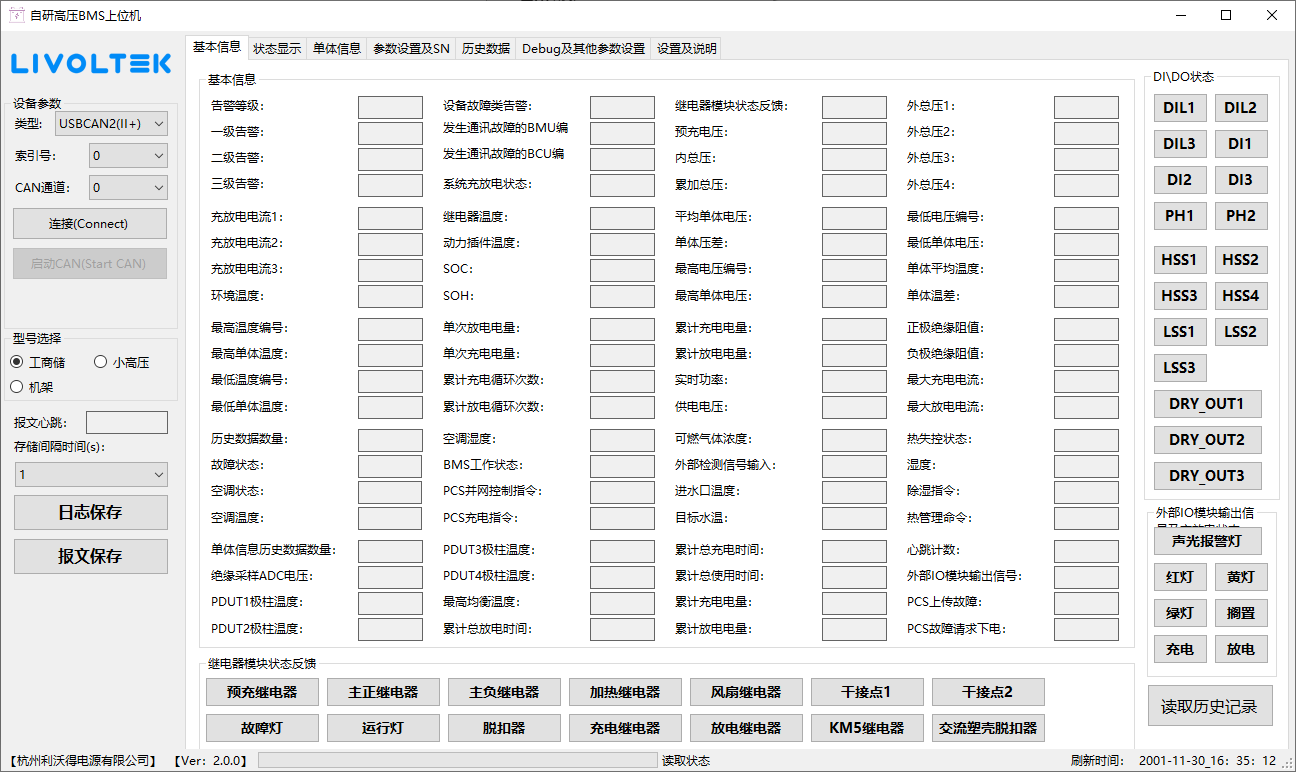 自研高压BMS上位机
LIVOLTEK
设备参数
类型: USBCAN2(II+)
索引号: 0
CAN通道: 0
连接(Connect)
启动CAN(Start CAN)
型号选择
工商储 小高压
机架
报文心跳:
存储间隔时间(s):
1
日志保存
报文保存
基本信息 状态显示 单体信息 参数设置及SN 历史数据 Debug及其他参数设置 设置及说明
基本信息
告警等级: 设备故障类告警: 继电器模块状态反馈: 外总压1:
一级告警: 发生通讯故障的BMU编 预充电压: 外总压2:
二级告警: 发生通讯故障的BCU编 内总压: 外总压3:
三级告警: 系统充放电状态: 累加总压: 外总压4:
充放电电流1: 继电器温度: 平均单体电压: 最低电压编号:
充放电电流2: 动力插件温度: 单体压差: 最低单体电压:
充放电电流3: SOC: 最高电压编号: 单体平均温度:
环境温度: SOH: 最高单体电压: 单体温差:
最高温度编号: 单次放电电量: 累计充电电量: 正极绝缘阻值:
最高单体温度: 单次充电电量: 累计放电电量: 负极绝缘阻值:
最低温度编号: 累计充电循环次数: 实时功率: 最大充电电流:
最低单体温度: 累计放电循环次数: 供电电压: 最大放电电流:
历史数据数量: 空调湿度: 可燃气体浓度: 热失控状态:
故障状态: BMS工作状态: 外部检测信号输入: 湿度:
空调状态: PCS并网控制指令: 进水口温度: 除湿指令:
空调温度: PCS充电指令: 目标水温: 热管理命令:
单体信息历史数据数量: PDUT3极柱温度: 累计总充电时间: 心跳计数:
绝缘采样ADC电压: PDUT4极柱温度: 累计总使用时间: 外部IO模块输出信号:
PDUT1极柱温度: 最高均衡温度: 累计充电电量: PCS上传故障:
PDUT2极柱温度: 累计总放电时间: 累计放电电量: PCS故障请求下电:
继电器模块状态反馈
预充继电器 主正继电器 主负继电器 加热继电器 风扇继电器 干接点1 干接点2
故障灯 运行灯 脱扣器 充电继电器 放电继电器 KM5继电器 交流塑壳脱扣器
DI\DO状态
DIL1 DIL2
DIL3 DI1
DI2 DI3
PH1 PH2
HSS1 HSS2
HSS3 HSS4
LSS1 LSS2
LSS3
DRY_OUT1
DRY_OUT2
DRY_OUT3
外部IO模块输出信
声光报警灯
红灯 黄灯
绿灯 搁置
充电 放电
读取历史记录
【杭州利沃得电源有限公司】 【Ver: 2.0.0】 读取状态 刷新时间: 2001-11-30_16: 35: 12